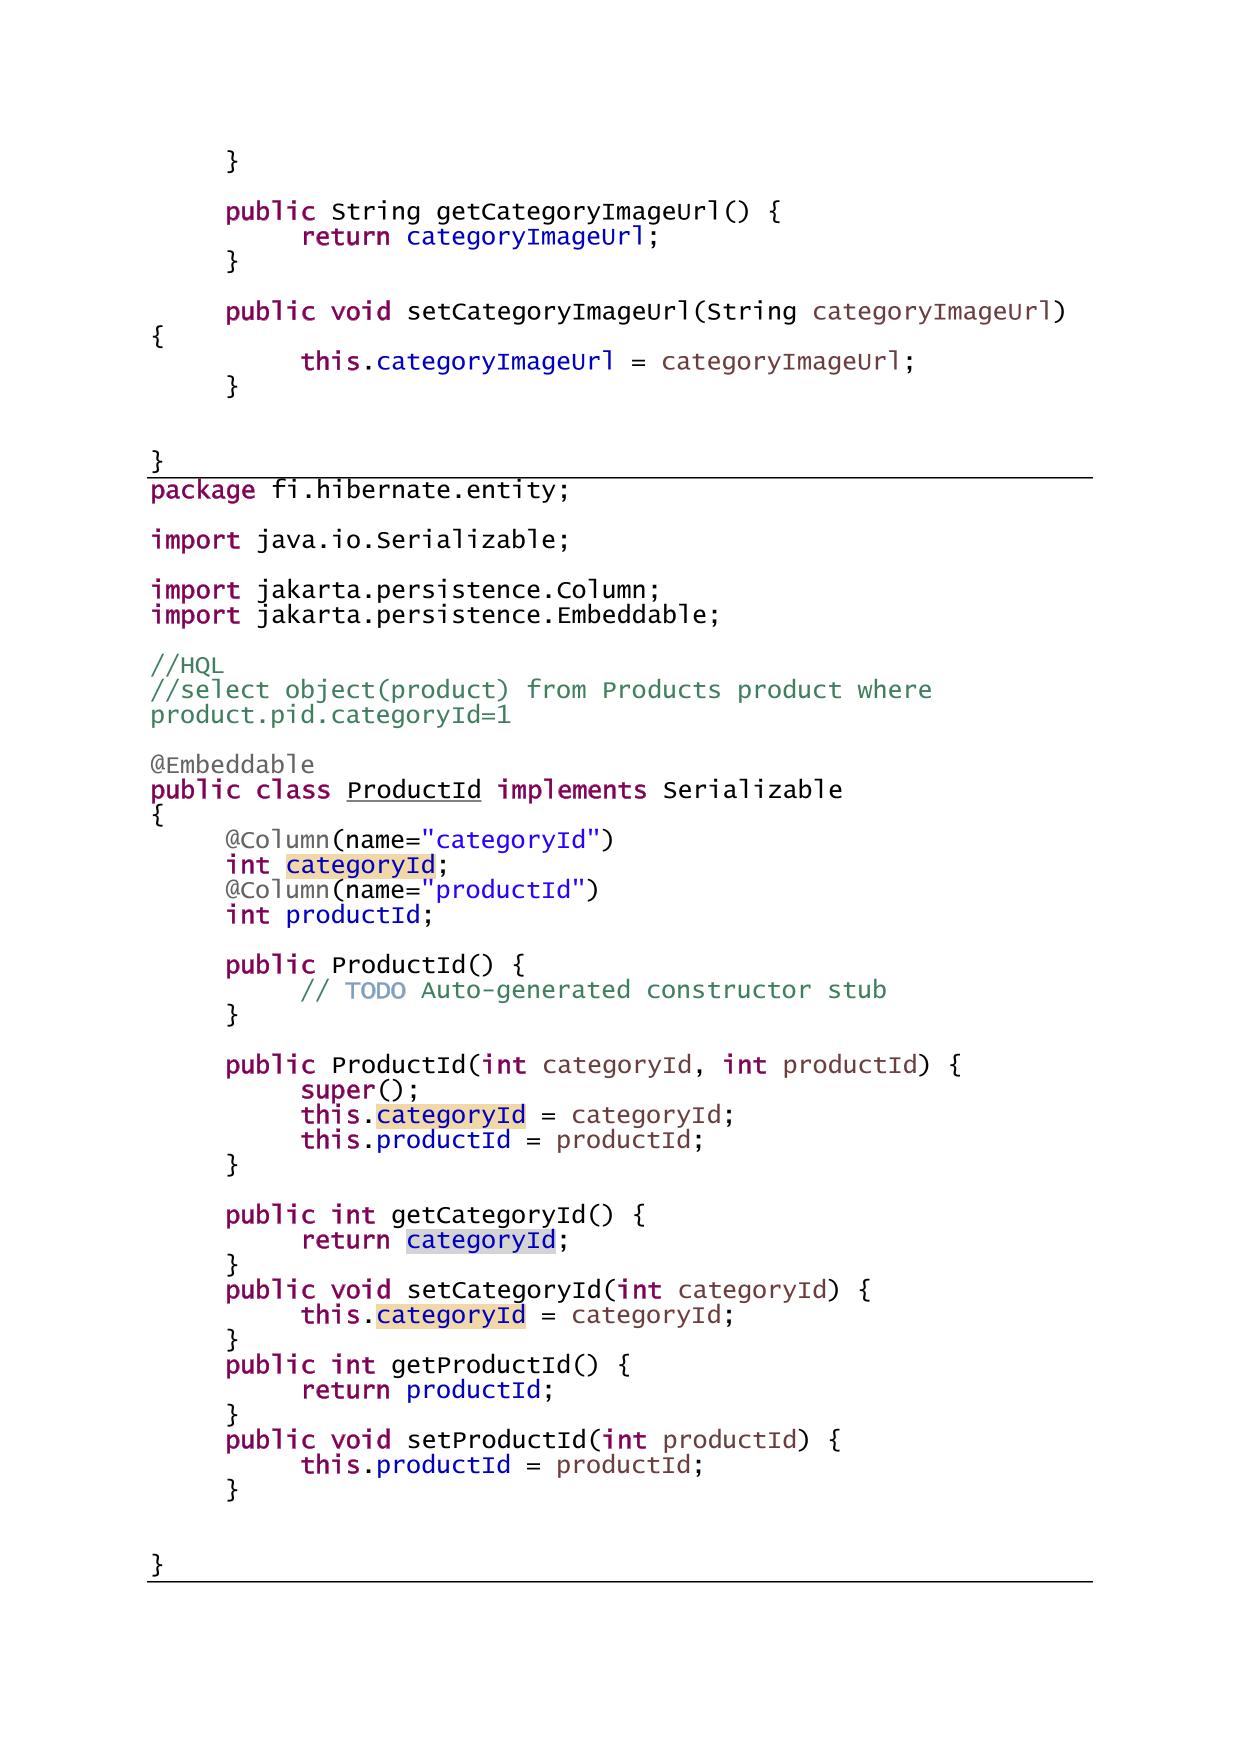 }
public String getCategoryImageUrl() {
return categoryImageUrl;
}
public void setCategoryImageUrl(String categoryImageUrl)
{
this.categoryImageUrl = categoryImageUrl;
}
}
package fi.hibernate.entity;
import java.io.Serializable;
import jakarta.persistence.Column;
import jakarta.persistence.Embeddable;
//HQL
//select object(product) from Products product where
product.pid.categoryId=1
@Embeddable
public class ProductId implements Serializable
{
@Column(name="categoryId")
int categoryId;
@Column(name="productId")
int productId;
public ProductId() {
// TODO Auto-generated constructor stub
}
public ProductId(int categoryId, int productId) {
super();
this.categoryId = categoryId;
this.productId = productId;
}
public int getCategoryId() {
return categoryId;
}
public void setCategoryId(int categoryId) {
this.categoryId = categoryId;
}
public int getProductId() {
return productId;
}
public void setProductId(int productId) {
this.productId = productId;
}
}